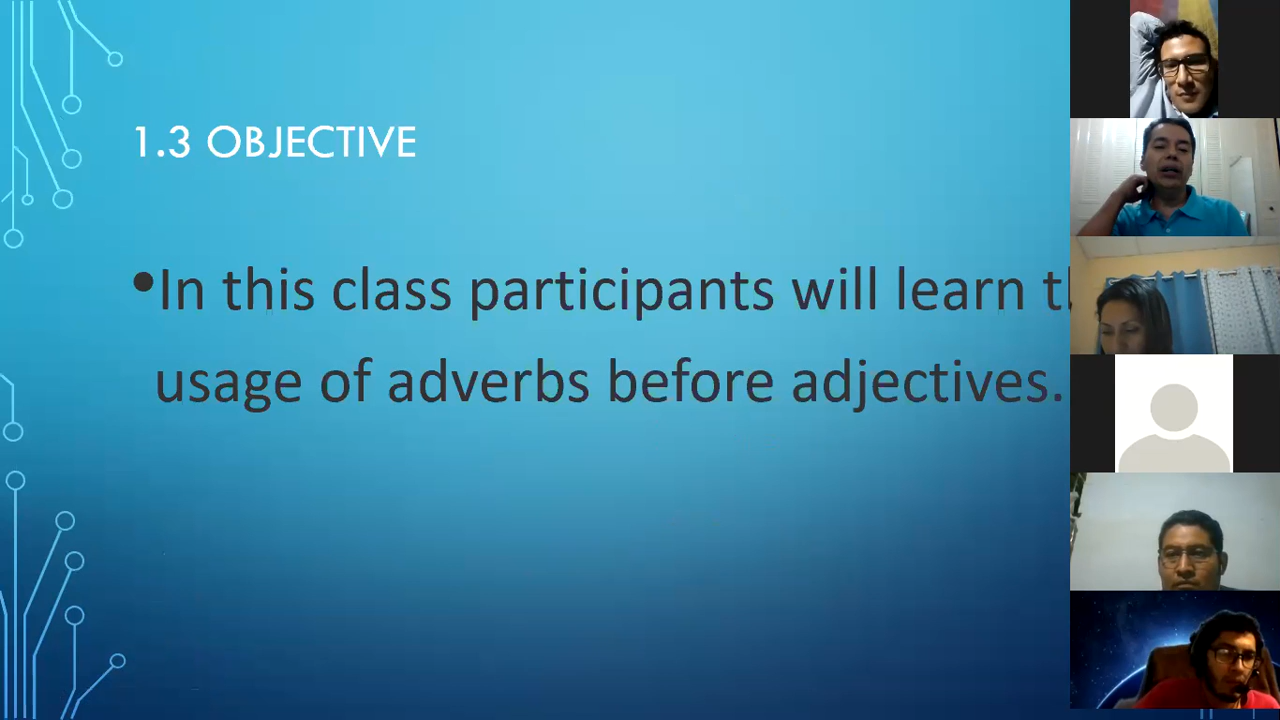 1.3 OBJECTIVE
•In this class participants will learn
usage of adverbs before adjectives.